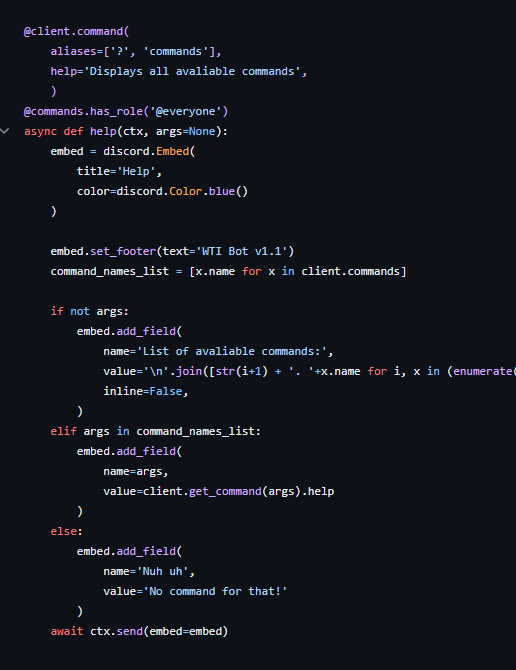 @client.command(
    aliases=['?', 'commands'],
    help='Displays all avaliable commands',
    )
@commands.has_role('@everyone')
async def help(ctx, args=None):
    embed = discord.Embed(
        title='Help',
        color=discord.Color.blue()
    )
    embed.set_footer(text='WTI Bot v1.1')
    command_names_list = [x.name for x in client.commands]
    if not args:
        embed.add_field(
            name='List of avaliable commands:',
            value='\n'.join([str(i+1) + '. '+x.name for i, x in (enumerate(
            inline=False,
        )
    elif args in command_names_list:
        embed.add_field(
            name=args,
            value=client.get_command(args).help
        )
    else:
        embed.add_field(
            name='Nuh uh',
            value='No command for that!'
        )
    await ctx.send(embed=embed)